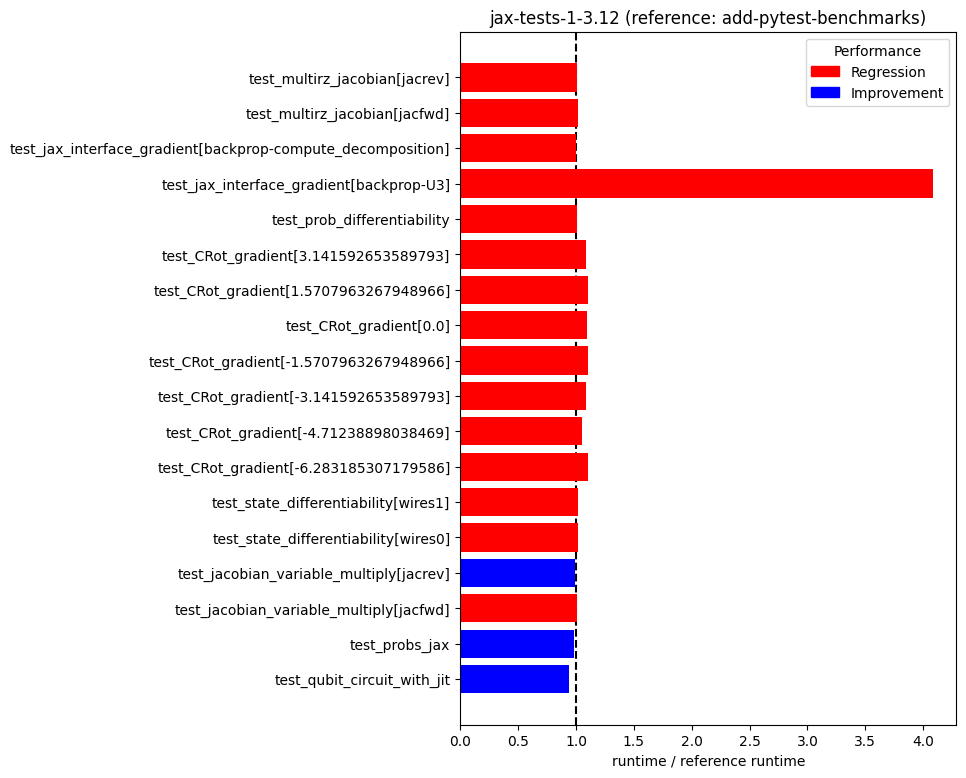 jax-tests-1-3.12 (reference: add-pytest-benchmarks)
Performance
Regression
Improvement
test_multirz_jacobian[jacrev]
test_multirz_jacobian[jacfwd]
test_jax_interface_gradient[backprop-compute_decomposition]
test_jax_interface_gradient[backprop-U3]
test_prob_differentiability
test_CRot_gradient[3.141592653589793]
test_CRot_gradient[1.5707963267948966]
test_CRot_gradient[0.0]
test_CRot_gradient[-1.5707963267948966]
test_CRot_gradient[-3.141592653589793]
test_CRot_gradient[-4.71238898038469]
test_CRot_gradient[-6.283185307179586]
test_state_differentiability[wires1]
test_state_differentiability[wires0]
test_jacobian_variable_multiply[jacrev]
test_jacobian_variable_multiply[jacfwd]
test_probs_jax
test_qubit_circuit_with_jit
0.0 0.5 1.0 1.5 2.0 2.5 3.0 3.5 4.0
runtime / reference runtime